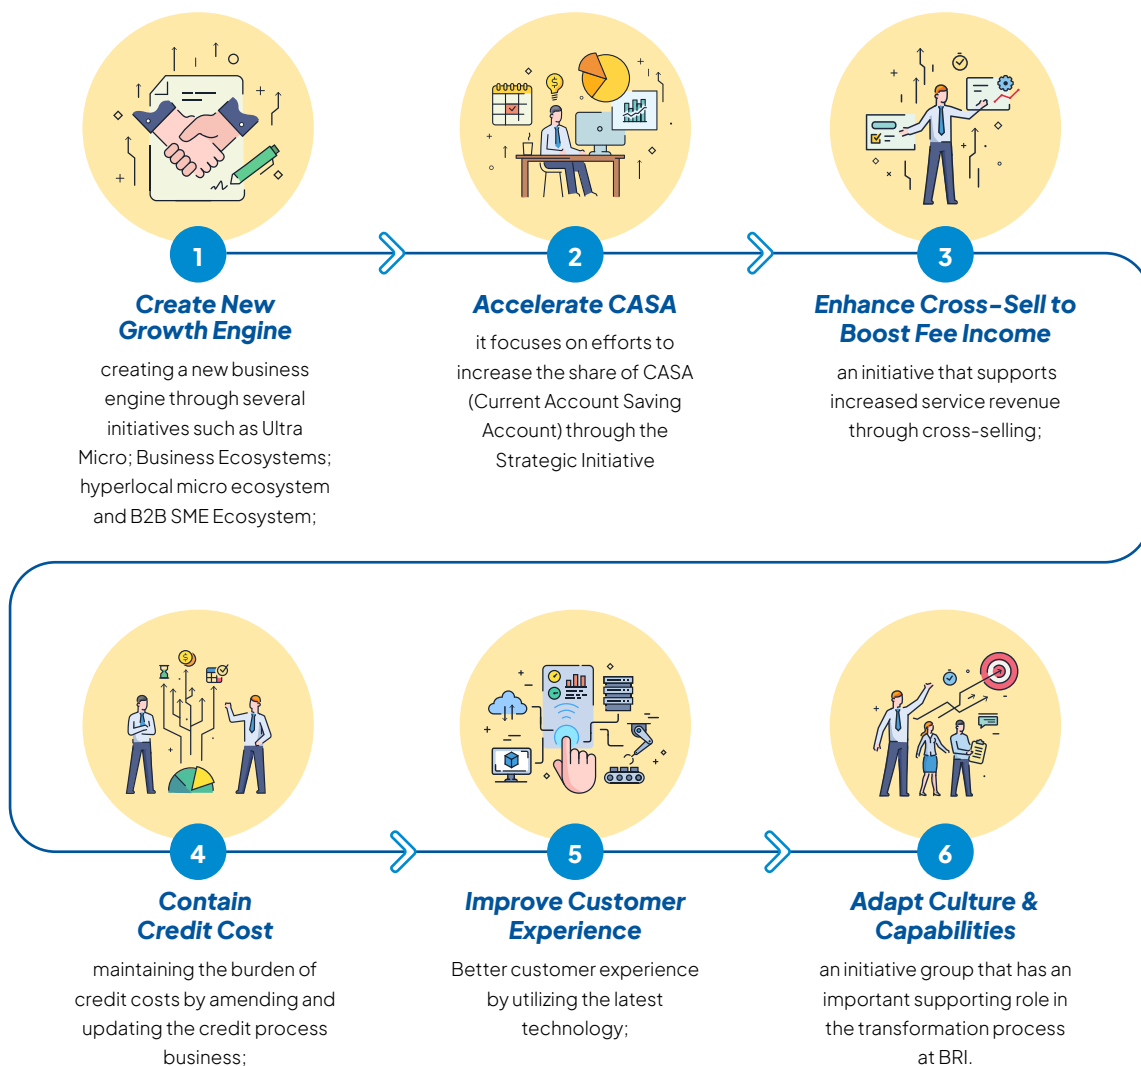 1
Create New
Growth Engine
creating a new business
engine through several
initiatives such as Ultra
Micro; Business Ecosystems;
hyperlocal micro ecosystem
and B2B SME Ecosystem;
2
Accelerate CASA
it focuses on efforts to
increase the share of CASA
(Current Account Saving
Account) through the
Strategic Initiative
3
Enhance Cross-Sell to
Boost Fee Income
an initiative that supports
increased service revenue
through cross-selling;
4
Contain
Credit Cost
maintaining the burden of
credit costs by amending and
updating the credit process
business;
5
Improve Customer
Experience
Better customer experience
by utilizing the latest
technology;
6
Adapt Culture &
Capabilities
an initiative group that has an
important supporting role in
the transformation process
at BRI.